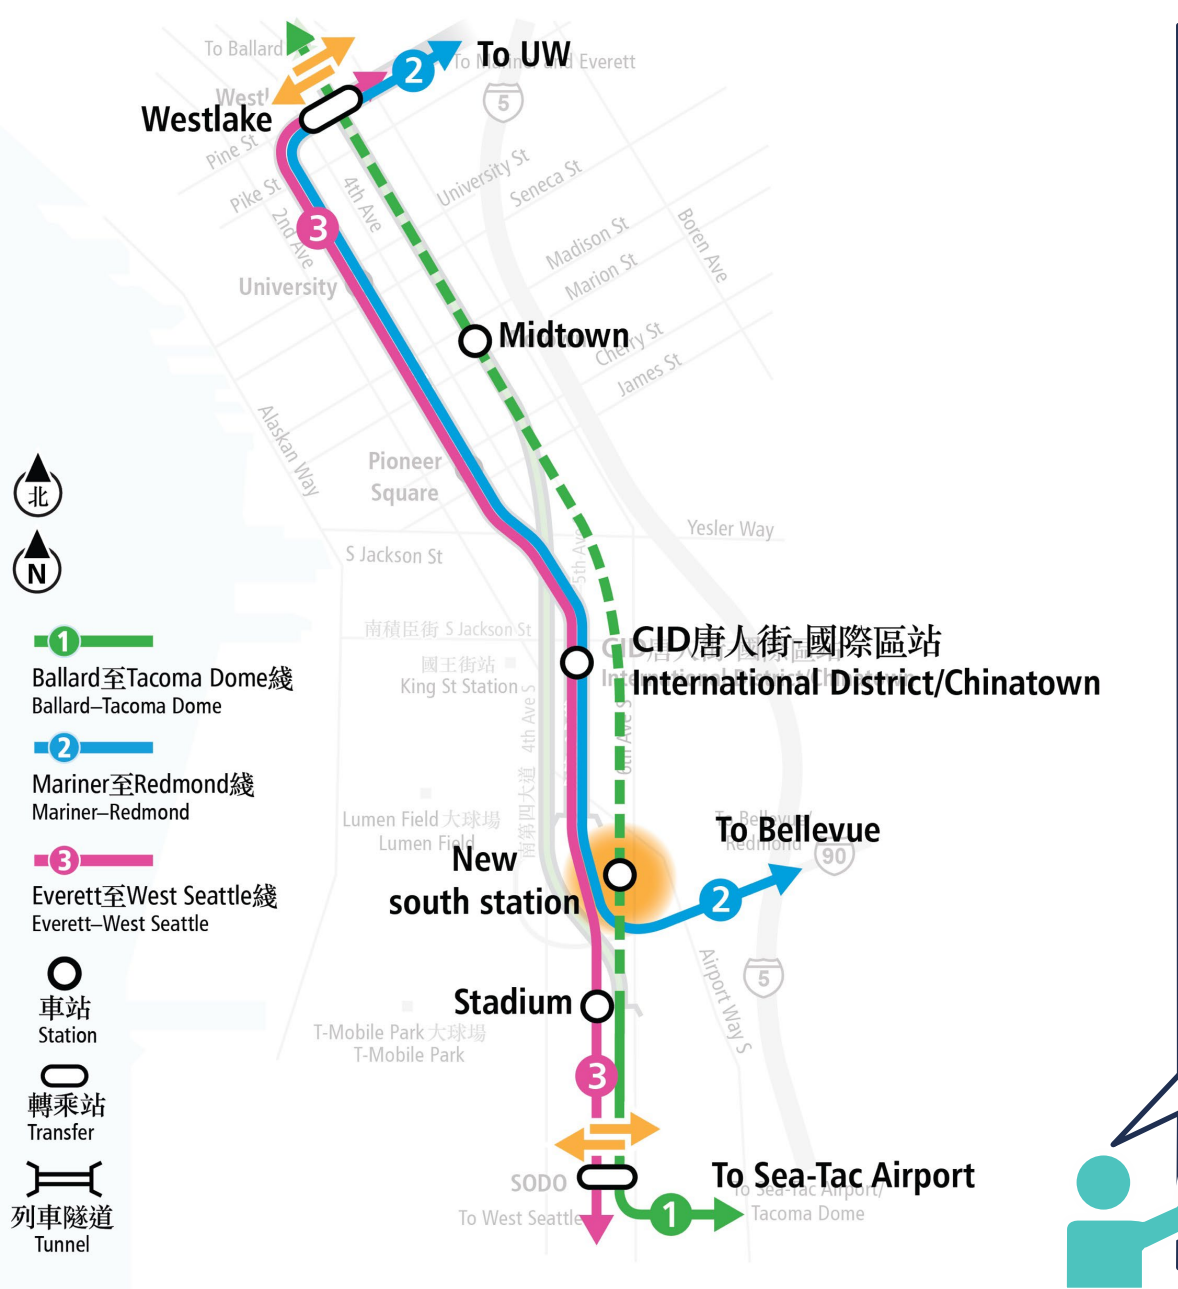 To Ballard
2
To UW
To Mariner and Everett
5
Westlake
Pine St
Pike St
University St
Seneca St
4th Ave
2nd Ave
3
Madison St
Marion St
Boren Ave
University
Midtown
Cherry St
James St
Alaskan Way
Pioneer
Square
北
N
Yesler Way
S Jackson St
5th Ave
南積臣街 S Jackson St
CID唐人街-國際區站
International District/Chinatown
國王街站
King St Station
南第四大道 4th Ave S
6th Ave S
1
Ballard至Tacoma Dome綫
Ballard–Tacoma Dome
2
Mariner至Redmond綫
Mariner–Redmond
3
Everett至West Seattle綫
Everett–West Seattle
Lumen Field 大球場
Lumen Field
To Bellevue
To Bellevue/
Redmond
90
New
south station
2
Airport Way S
5
Stadium
T-Mobile Park 大球場
T-Mobile Park
3
車站
Station
轉乘站
Transfer
列車隧道
Tunnel
SODO
To West Seattle
To Sea-Tac Airport
To Sea-Tac Airport/
Tacoma Dome
1